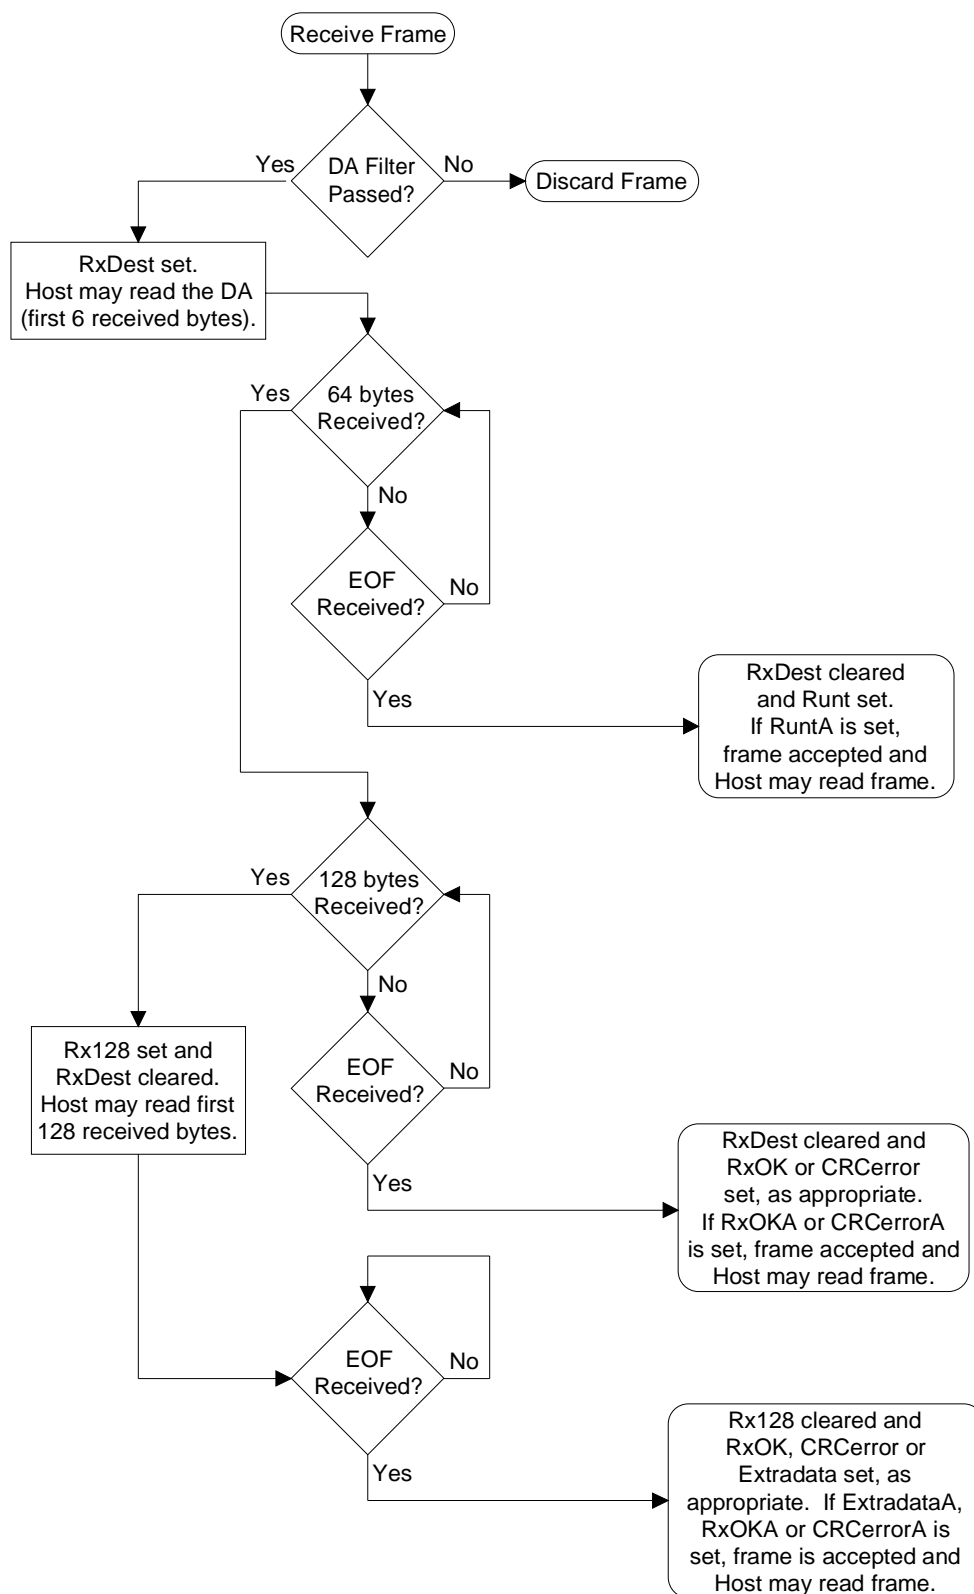 Receive Frame
Yes
DA Filter
Passed?
No
Discard Frame
RxDest set.
Host may read the DA
(first 6 received bytes).
Yes
64 bytes
Received?
No
EOF
Received?
No
Yes
RxDest cleared
and Runt set.
If RuntA is set,
frame accepted and
Host may read frame.
Yes
128 bytes
Received?
No
Rx128 set and
RxDest cleared.
Host may read first
128 received bytes.
EOF
Received?
No
Yes
RxDest cleared and
RxOK or CRCerror
set, as appropriate.
If RxOKA or CRCerrorA
is set, frame accepted and
Host may read frame.
EOF
Received?
No
Yes
Rx128 cleared and
RxOK, CRCerror or
Extradata set, as
appropriate.  If ExtradataA,
RxOKA or CRCerrorA is
set, frame is accepted and
Host may read frame.